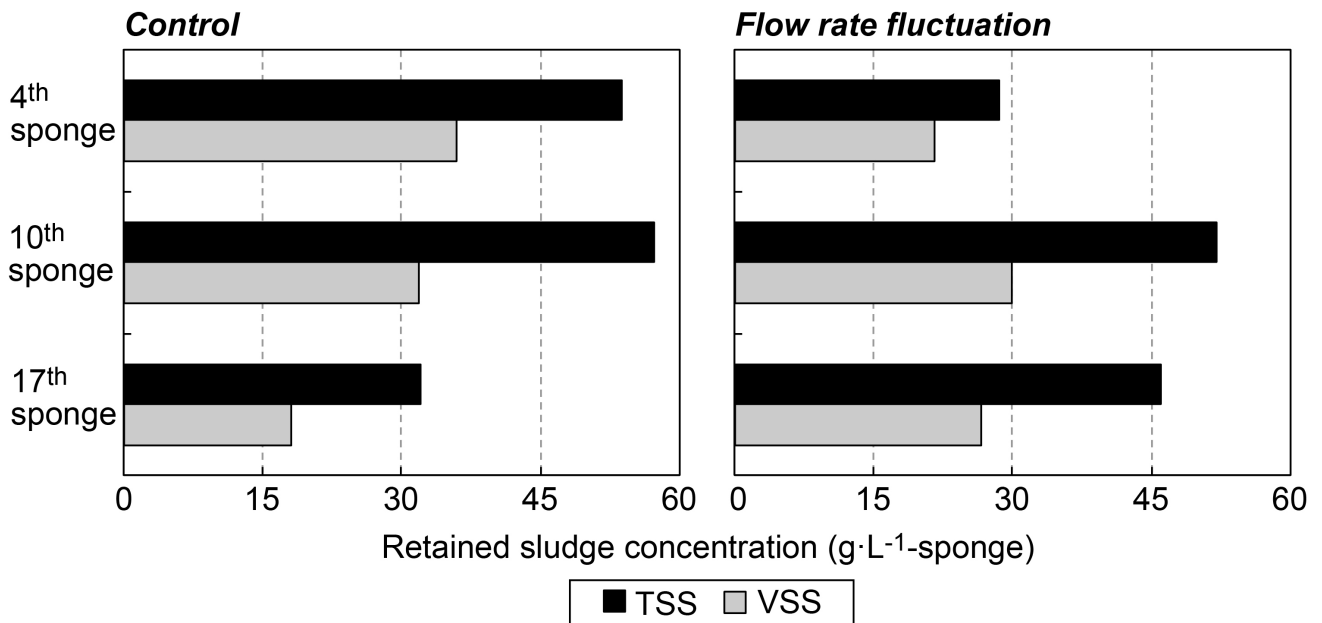 Control
Flow rate fluctuation
4th
sponge
10th
sponge
17th
sponge
0 15 30 45 60
0 15 30 45 60
Retained sludge concentration (g·L-1-sponge)
TSS VSS